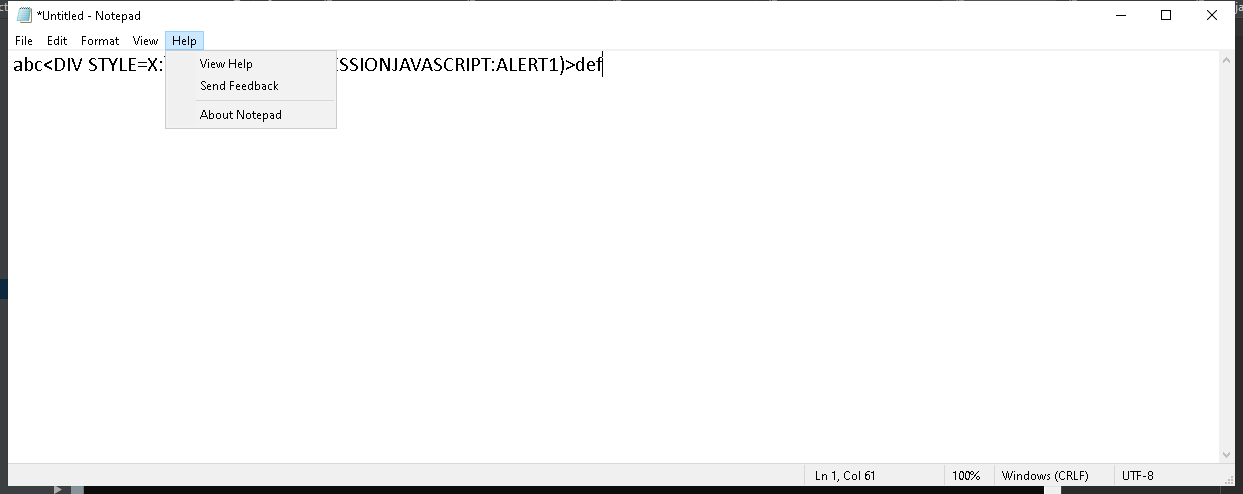 *Untitled - Notepad
File Edit Format View Help
abc<DIV STYLE=X: SSIONJAVASCRIPT:ALERT1)>def
View Help
Send Feedback
About Notepad
Ln 1, Col 61 100% Windows (CRLF) UTF-8